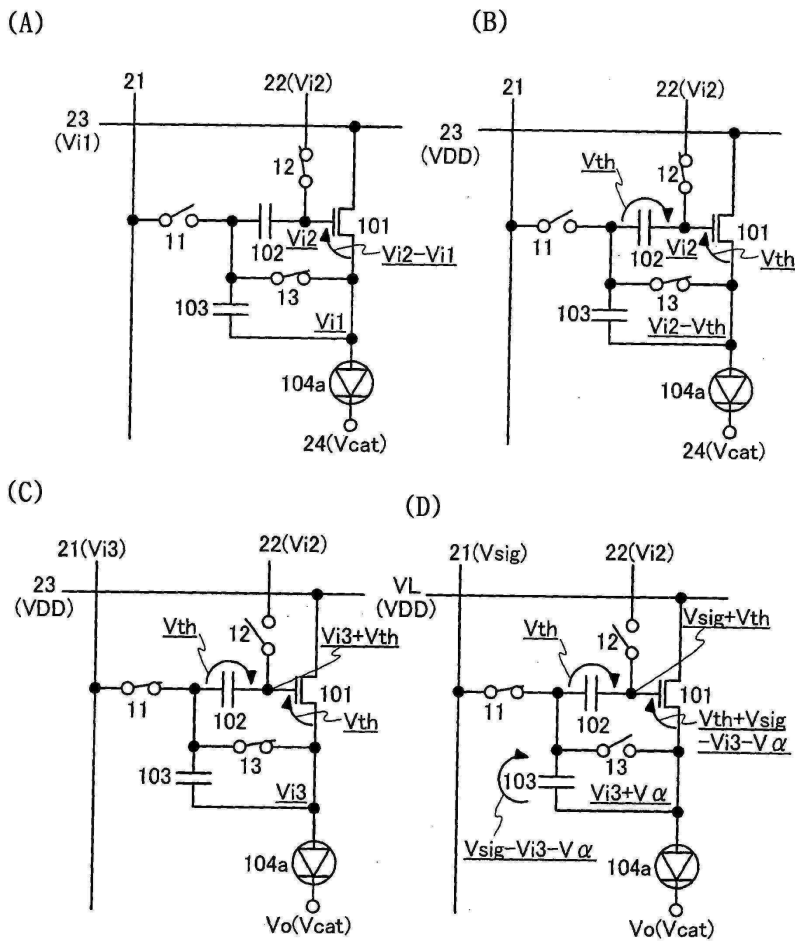 (A)
21
22(Vi2)
23
(Vi1)
12
11
102
Vi2
101
Vi2-Vi1
13
103
Vi1
104a
24(Vcat)
(B)
21
22(Vi2)
23
(VDD)
Vth
12
11
102
Vi2
101
Vth
13
103
Vi2-Vth
104a
24(Vcat)
(C)
21(Vi3)
22(Vi2)
23
(VDD)
Vth
12
Vi3+Vth
11
102
101
Vth
13
103
Vi3
104a
Vo(Vcat)
(D)
21(Vsig)
22(Vi2)
VL
(VDD)
Vth
12
Vsig+Vth
11
102
101
Vth+Vsig
-Vi3-Vα
13
103
Vi3+Vα
Vsig-Vi3-Vα
104a
Vo(Vcat)